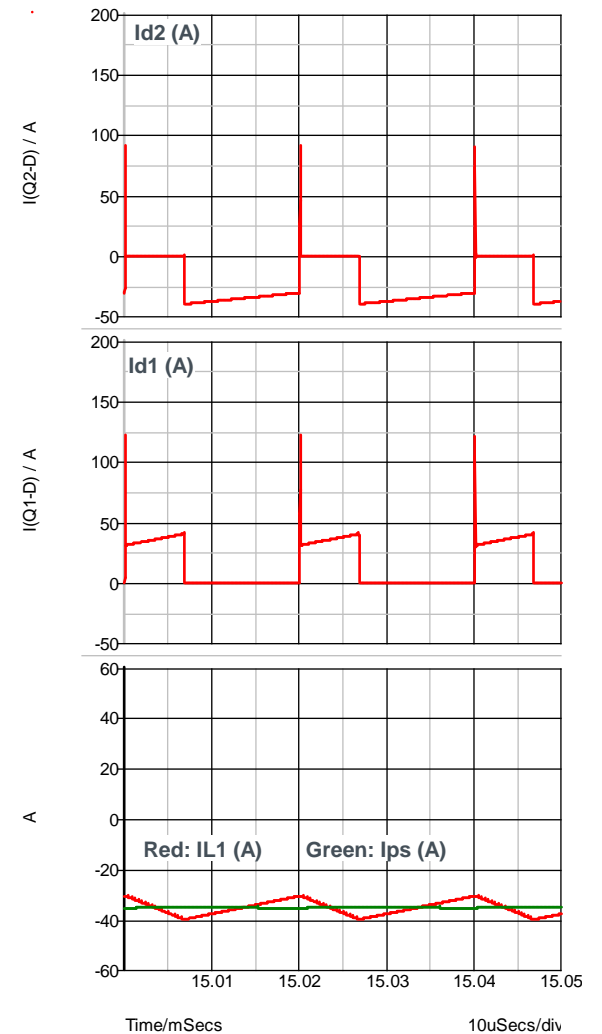 200
Id2 (A)
150
100
50
0
-50
I(Q2-D) / A
200
Id1 (A)
150
100
50
0
-50
I(Q1-D) / A
60
40
20
0
-20
-40
-60
A
Red: IL1 (A) Green: Ips (A)
15.01 15.02 15.03 15.04 15.05
Time/mSecs 10uSecs/div